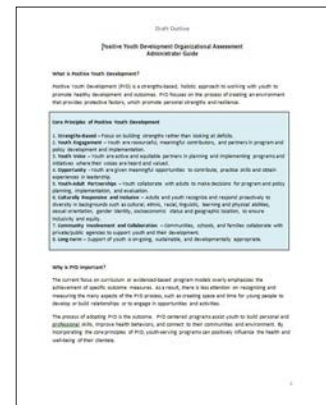 Draft Outline
Positive Youth Development Organizational Assessment
Administrator Guide
What is Positive Youth Development?
Positive Youth Development (PYD) is a strengths-based, holistic approach to working with youth to
promote healthy development and outcomes. PYD focuses on the process of creating an environment
that provides protective factors, which promote personal strengths and resilience.
Core Principles of Positive Youth Development
1. Strengths-Based – Focus on building strengths rather than looking at deficits.
2. Youth Engagement – Youth are resourceful, meaningful contributors, and partners in program and
policy development and implementation.
3. Youth Voice – Youth are active and equitable partners in planning and implementing programs and
initiatives where their voices are heard and valued.
4. Opportunity – Youth are given meaningful opportunities to contribute, practice skills and obtain
experiences in leadership.
5. Youth-Adult Partnerships – Youth collaborate with adults to make decisions for program and policy
planning, implementation, and evaluation.
6. Culturally Responsive and Inclusive – Adults and youth recognize and respond proactively to
diversity in backgrounds such as cultural, ethnic, racial, linguistic, learning and physical abilities,
sexual orientation, gender identity, socioeconomic status and geographic location, to ensure
inclusivity and equity.
7. Community Involvement and Collaboration – Communities, schools, and families collaborate with
private/public agencies to support youth and their development.
8. Long-term – Support of youth is on-going, sustainable, and developmentally appropriate.
Why is PYD important?
The current focus on curriculum or evidenced-based program models overly emphasizes the
achievement of specific outcome measures. As a result, there is less attention on recognizing and
measuring the many aspects of the PYD process, such as creating space and time for young people to
develop or build relationships or to engage in opportunities and activities.
The process of adopting PYD is the outcome. PYD centered programs assist youth to build personal and
professional skills, improve health behaviors, and connect to their communities and environment. By
incorporating the core principles of PYD, youth-serving programs can positively influence the health and
well-being of their clients.